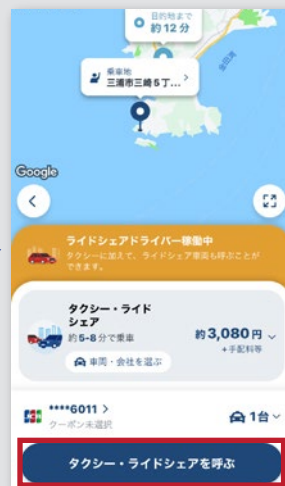 目的地まで
約12分
乗車地
三浦市三崎5丁...
金田湾
Google
ライドシェアドライバー稼働中
タクシーに加えて、ライドシェア車両も呼ぶことが
できます。
タクシー・ライド
シェア
約5-8分で乗車
約3,080円
+手配料等
車両・会社を選ぶ
JCB
****6011 >
クーポン未選択
1台
タクシー・ライドシェアを呼ぶ